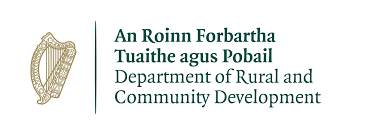 An Roinn Forbartha
Tuaithe agus Pobail
Department of Rural and
Community Development